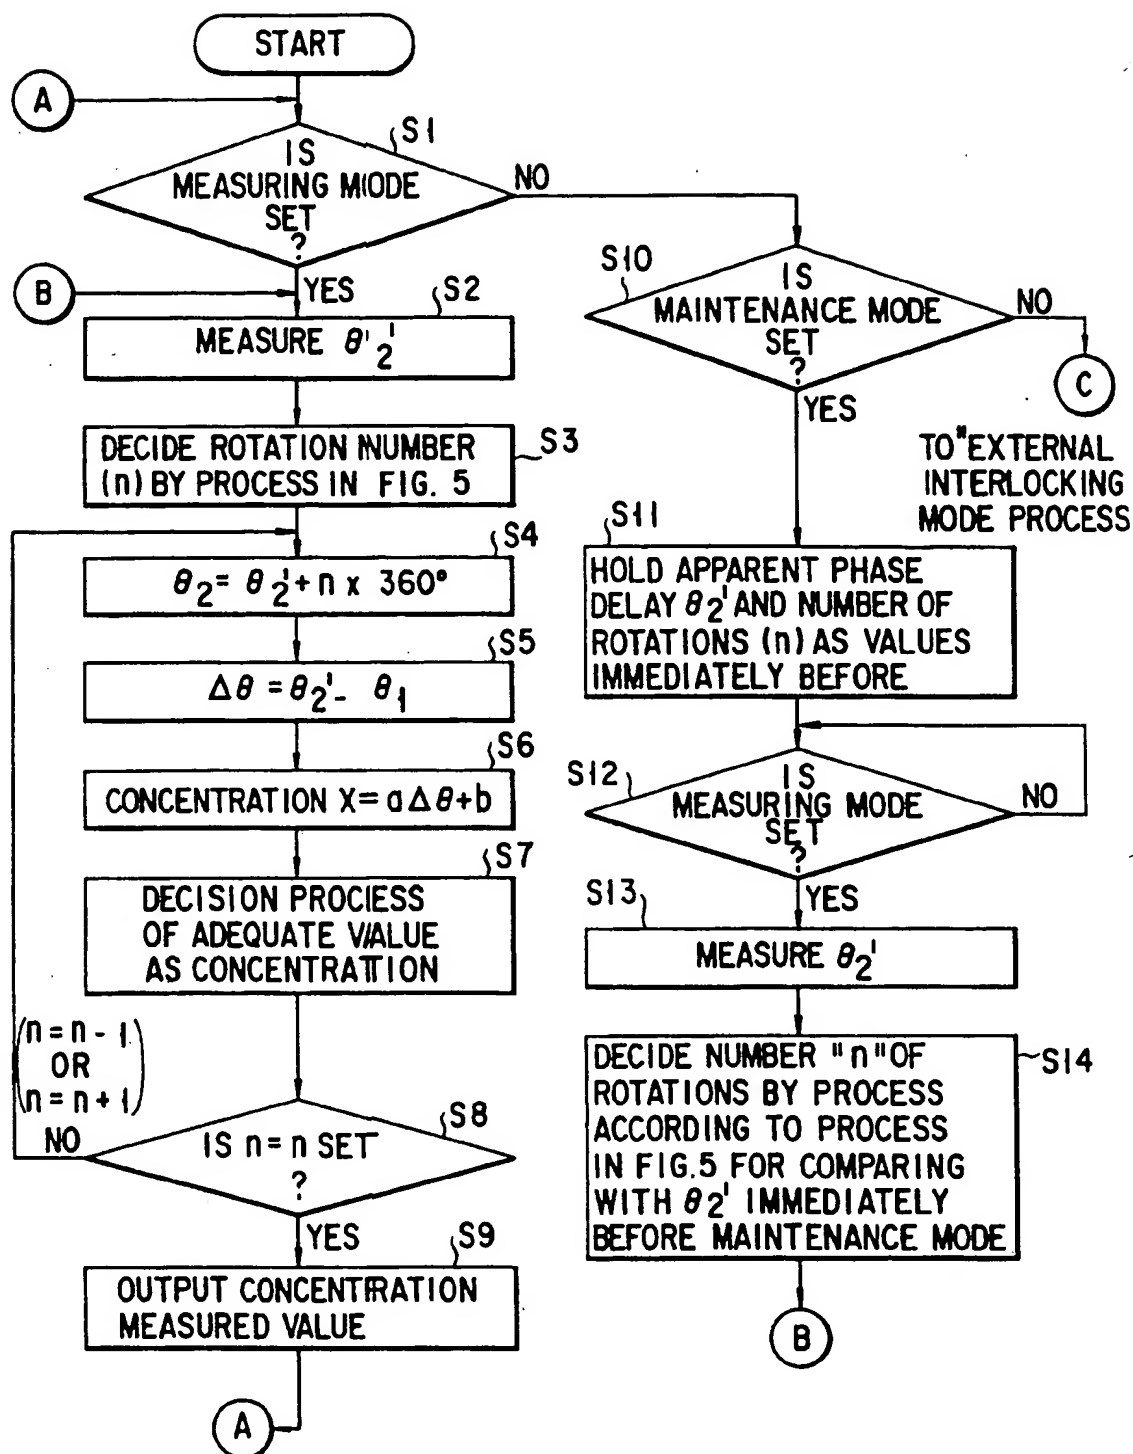 START
A
S1
IS
MEASURING MODE
SET
?
NO
YES
B
S2
MEASURE θ'2'
DECIDE ROTATION NUMBER
(n) BY PROCESS IN FIG. 5
S3
S4
θ2 = θ2' + n x 360°
S5
Δθ = θ2' - θ1
S6
CONCENTRATION X = aΔθ+b
S7
DECISION PROCESS
OF ADEQUATE VALUE
AS CONCENTRATION
(n = n - 1
OR
n = n + 1)
NO
S8
IS n = n SET
?
YES
S9
OUTPUT CONCENTRATION
MEASURED VALUE
A
S10
IS
MAINTENANCE MODE
SET
?
NO
YES
C
TO "EXTERNAL
INTERLOCKING
MODE PROCESS
S11
HOLD APPARENT PHASE
DELAY θ2' AND NUMBER OF
ROTATIONS (n) AS VALUES
IMMEDIATELY BEFORE
S12
IS
MEASURING MODE
SET
?
NO
YES
S13
MEASURE θ2'
S14
DECIDE NUMBER "n" OF
ROTATIONS BY PROCESS
ACCORDING TO PROCESS
IN FIG.5 FOR COMPARING
WITH θ2' IMMEDIATELY
BEFORE MAINTENANCE MODE
B